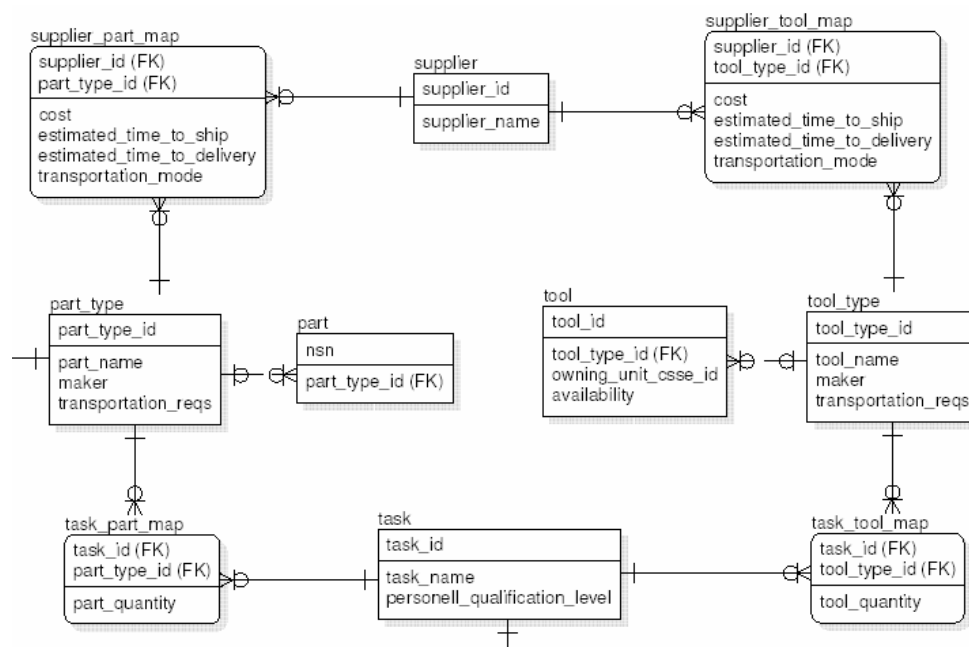 supplier_part_map
supplier_id (FK)
part_type_id (FK)
cost
estimated_time_to_ship
estimated_time_to_delivery
transportation_mode
supplier
supplier_id
supplier_name
supplier_tool_map
supplier_id (FK)
tool_type_id (FK)
cost
estimated_time_to_ship
estimated_time_to_delivery
transportation_mode
part_type
part_type_id
part_name
maker
transportation_reqs
part
nsn
part_type_id (FK)
tool
tool_id
tool_type_id (FK)
owning_unit_csse_id
availability
tool_type
tool_type_id
tool_name
maker
transportation_reqs
task_part_map
task_id (FK)
part_type_id (FK)
part_quantity
task
task_id
task_name
personell_qualification_level
task_tool_map
task_id (FK)
tool_type_id (FK)
tool_quantity